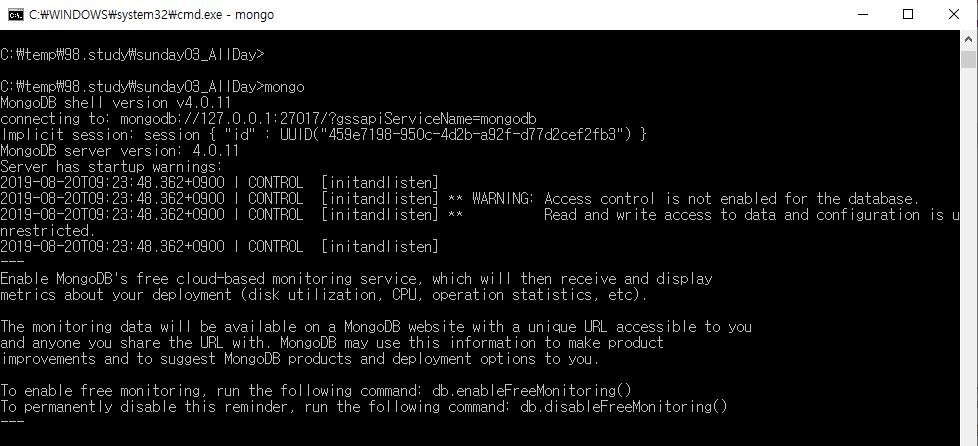 C:₩WINDOWS₩system32₩cmd.exe - mongo
C:₩temp₩98.study₩sunday03_AllDay>
C:₩temp₩98.study₩sunday03_AllDay>mongo
MongoDB shell version v4.0.11
connecting to: mongodb://127.0.0.1:27017/?gssapiServiceName=mongodb
Implicit session: session { "id" : UUID("459e7198-950c-4d2b-a92f-d77d2cef2fb3") }
MongoDB server version: 4.0.11
Server has startup warnings:
2019-08-20T09:23:48.362+0900 I CONTROL  [initandlisten]
2019-08-20T09:23:48.362+0900 I CONTROL  [initandlisten] ** WARNING: Access control is not enabled for the database.
2019-08-20T09:23:48.362+0900 I CONTROL  [initandlisten] **          Read and write access to data and configuration is u
nrestricted.
2019-08-20T09:23:48.362+0900 I CONTROL  [initandlisten]
---
Enable MongoDB's free cloud-based monitoring service, which will then receive and display
metrics about your deployment (disk utilization, CPU, operation statistics, etc).
The monitoring data will be available on a MongoDB website with a unique URL accessible to you
and anyone you share the URL with. MongoDB may use this information to make product
improvements and to suggest MongoDB products and deployment options to you.
To enable free monitoring, run the following command: db.enableFreeMonitoring()
To permanently disable this reminder, run the following command: db.disableFreeMonitoring()
---